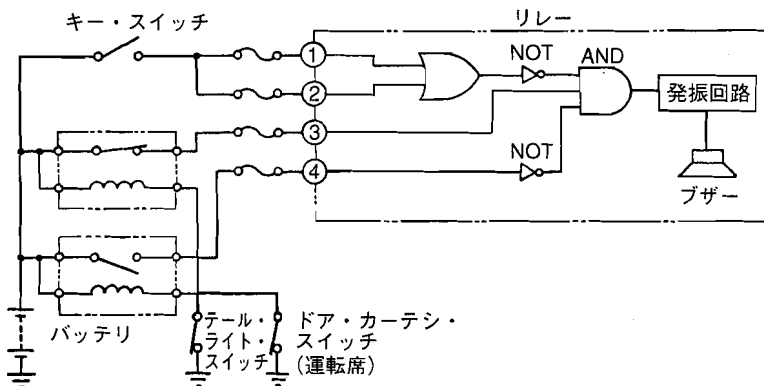 キー・スイッチ
リレー
NOT
AND
①
②
③
④
NOT
発振回路
ブザー
バッテリ
テール・
ライト・
スイッチ
ドア・カーテシ・
スイッチ
(運転席)